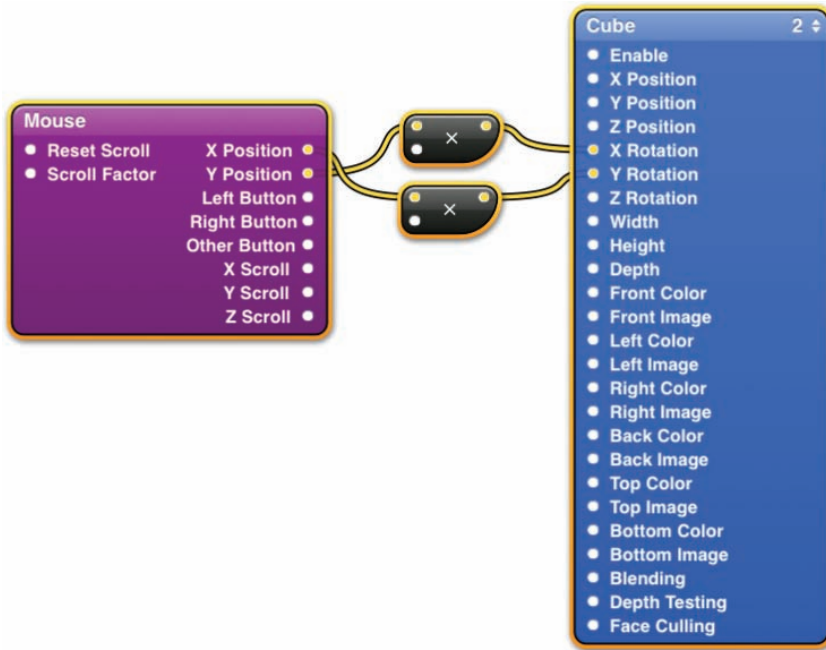 Mouse
Reset Scroll X Position
Scroll Factor Y Position
Left Button
Right Button
Other Button
X Scroll
Y Scroll
Z Scroll
×
×
Cube 2
Enable
X Position
Y Position
Z Position
X Rotation
Y Rotation
Z Rotation
Width
Height
Depth
Front Color
Front Image
Left Color
Left Image
Right Color
Right Image
Back Color
Back Image
Top Color
Top Image
Bottom Color
Bottom Image
Blending
Depth Testing
Face Culling